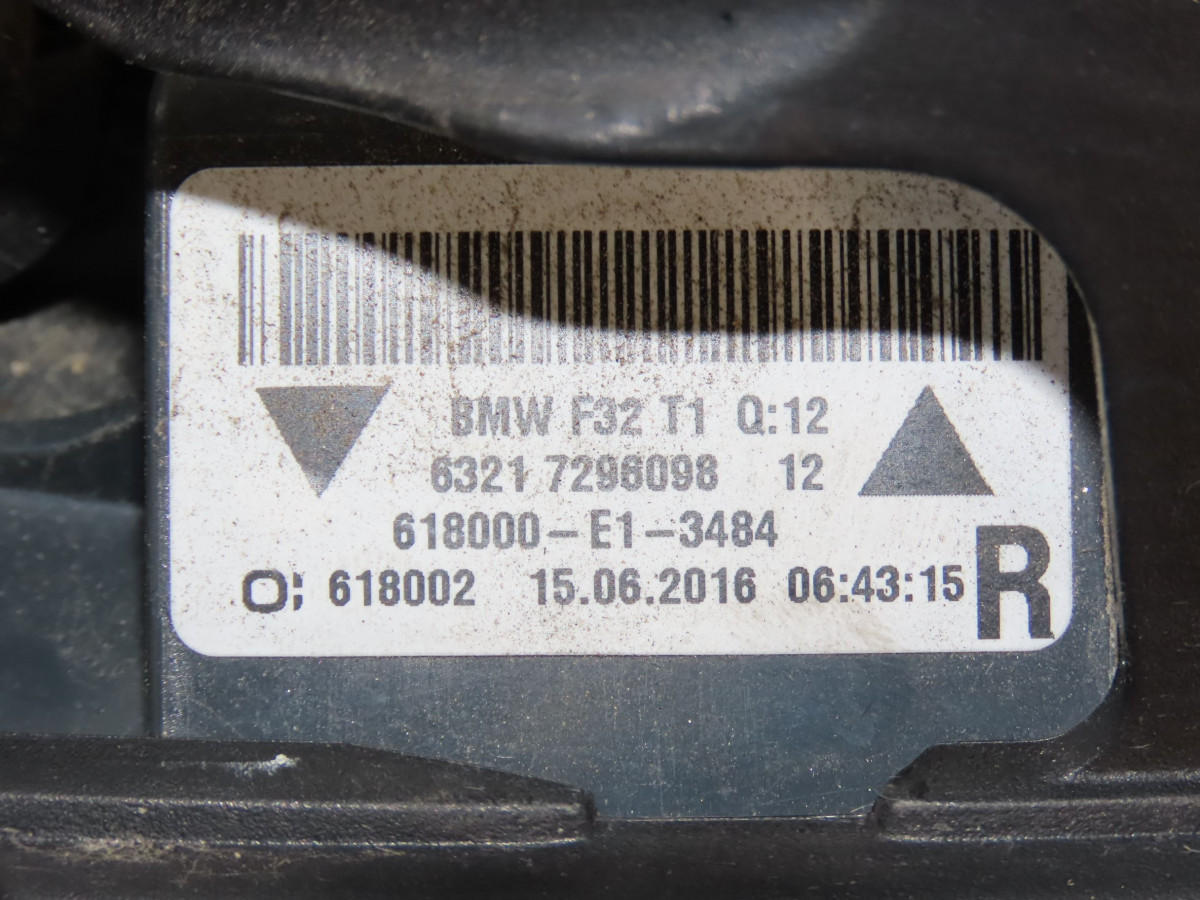 BMW F32 T1 Q:12
6321 7296098 12
618000-E1-3484
O; 618002 15.06.2016 06:43:15
R